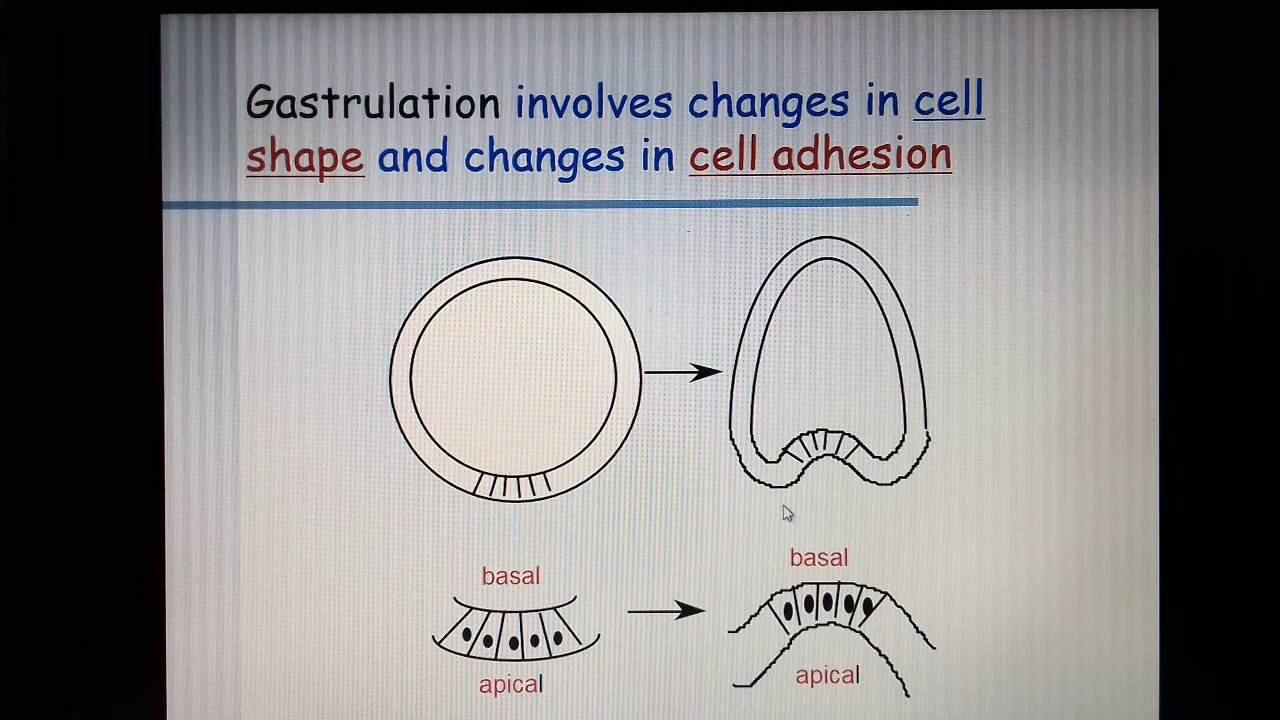 Gastrulation involves changes in cell
shape and changes in cell adhesion
basal
basal
apical
apical